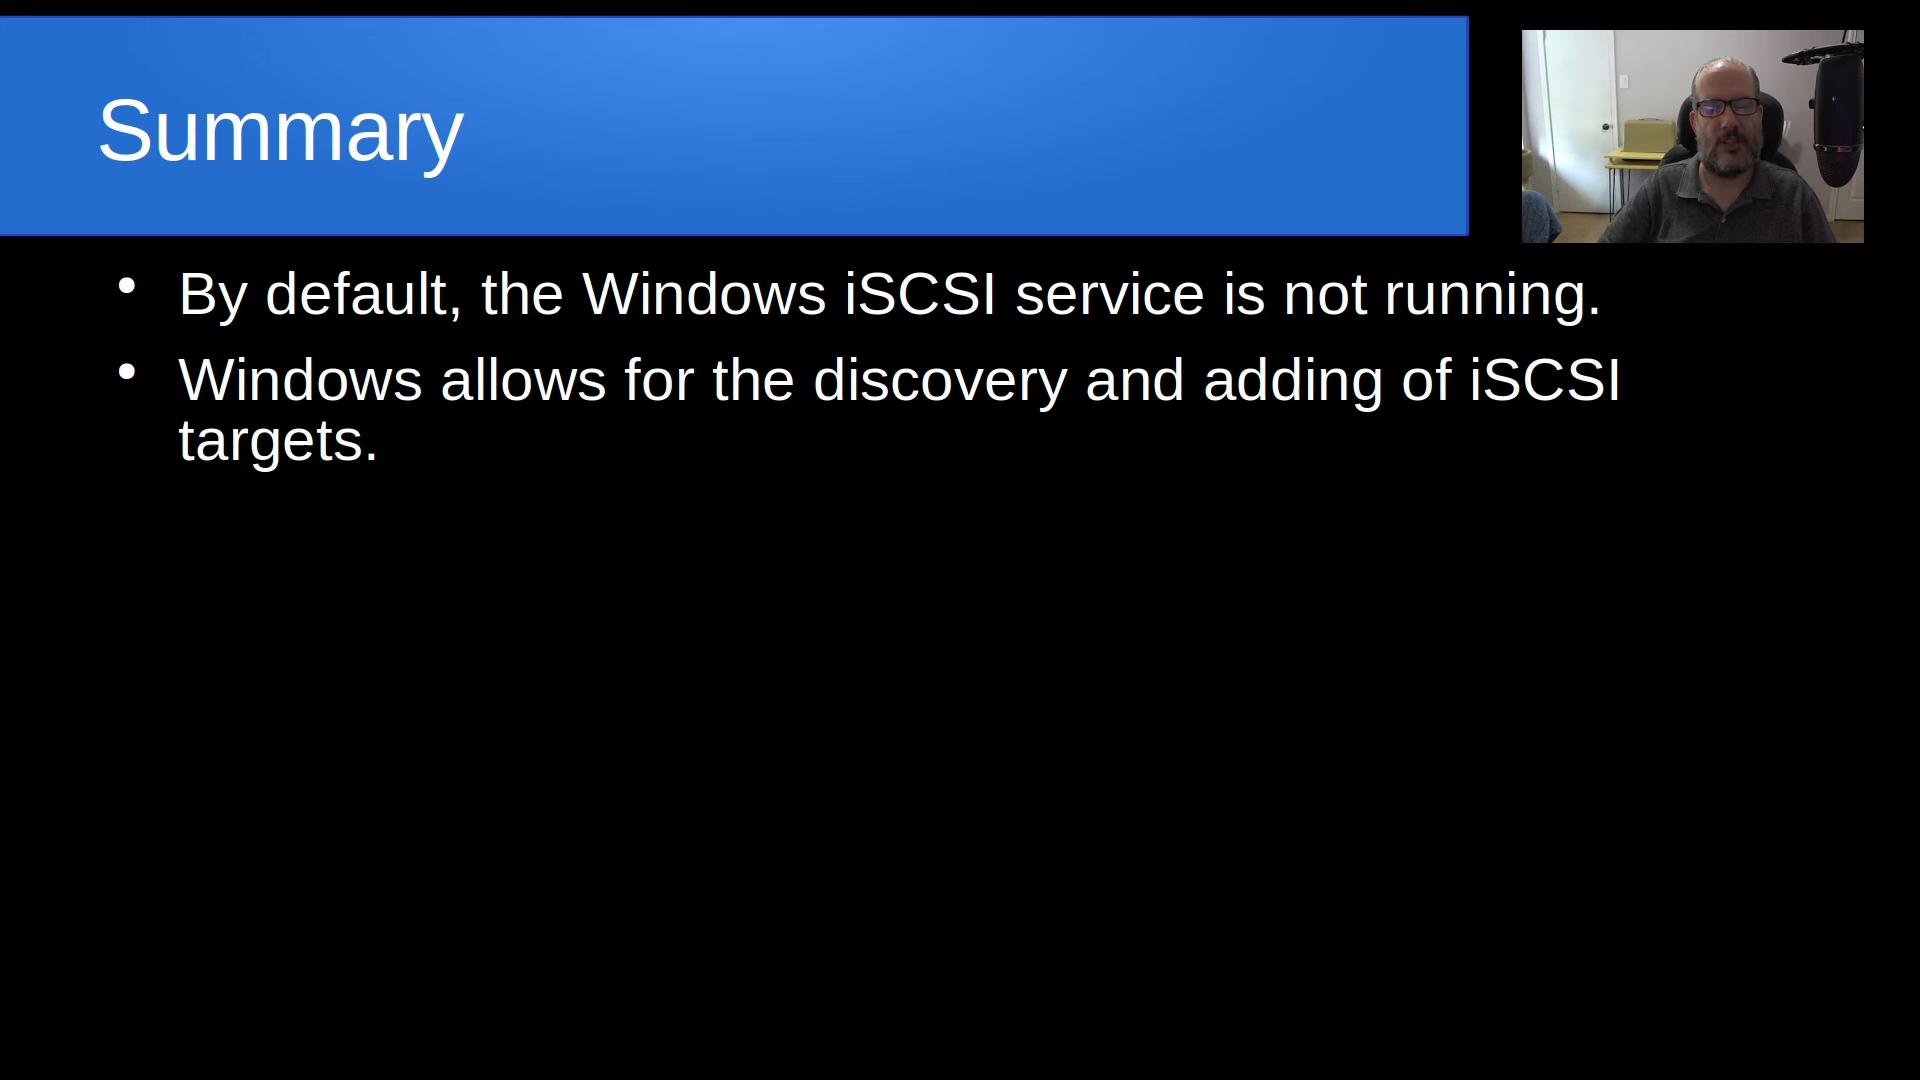 Summary
• By default, the Windows iSCSI service is not running.
• Windows allows for the discovery and adding of iSCSI
targets.